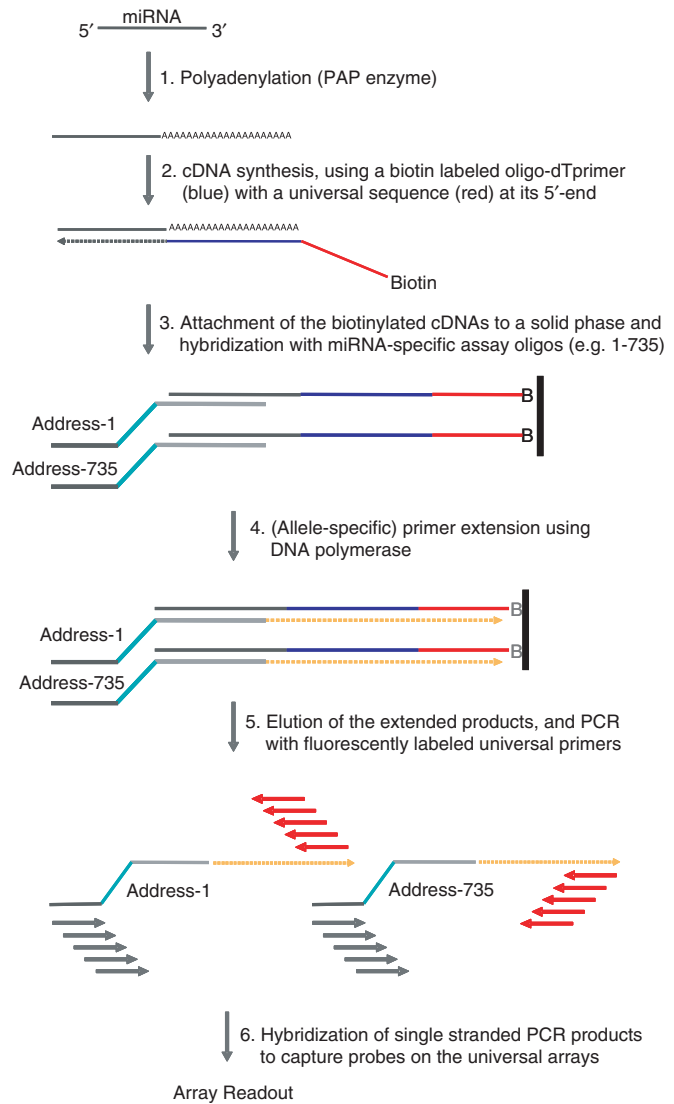 miRNA
5′ 3′
1. Polyadenylation (PAP enzyme)
AAAAAAAAAAAAAAAAAAAAA
2. cDNA synthesis, using a biotin labeled oligo-dTprimer
(blue) with a universal sequence (red) at its 5′-end
AAAAAAAAAAAAAAAAAAAAA
Biotin
3. Attachment of the biotinylated cDNAs to a solid phase and
hybridization with miRNA-specific assay oligos (e.g. 1-735)
B
Address-1
B
Address-735
4. (Allele-specific) primer extension using
DNA polymerase
B
Address-1
B
Address-735
5. Elution of the extended products, and PCR
with fluorescently labeled universal primers
Address-1 Address-735
6. Hybridization of single stranded PCR products
to capture probes on the universal arrays
Array Readout